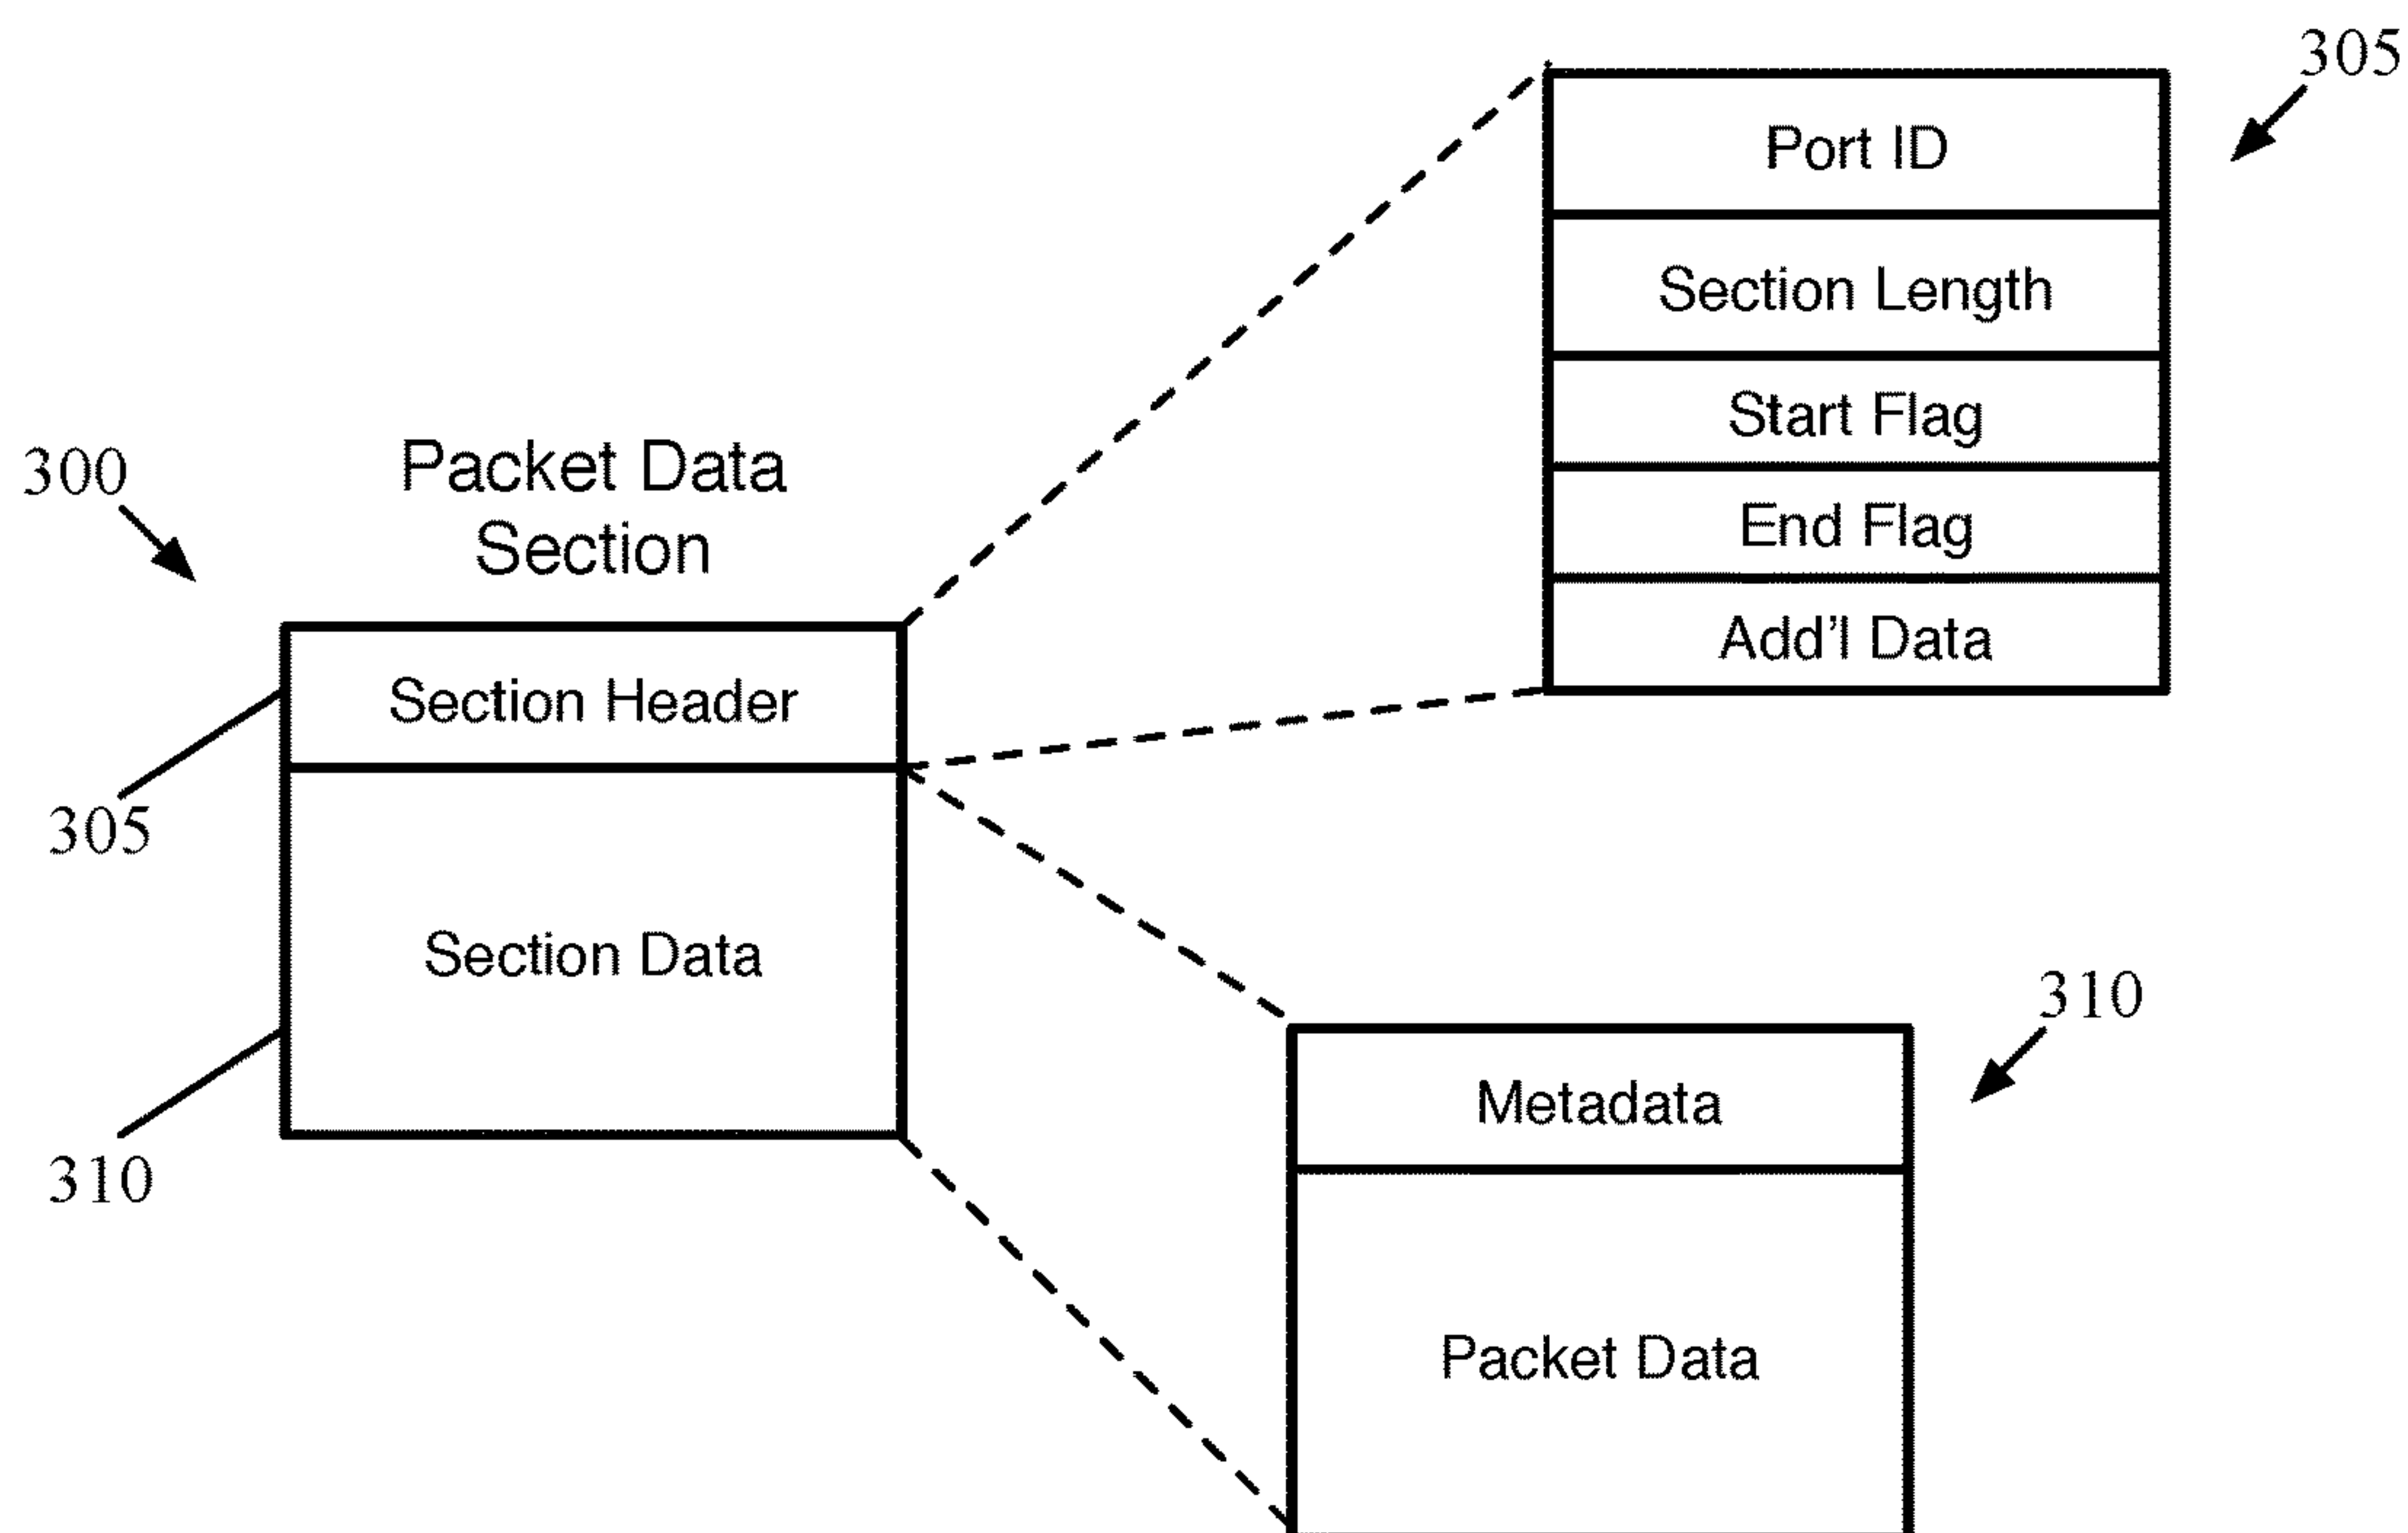 300
Packet Data
Section
Section Header
305
Section Data
310
305
Port ID
Section Length
Start Flag
End Flag
Add'l Data
310
Metadata
Packet Data